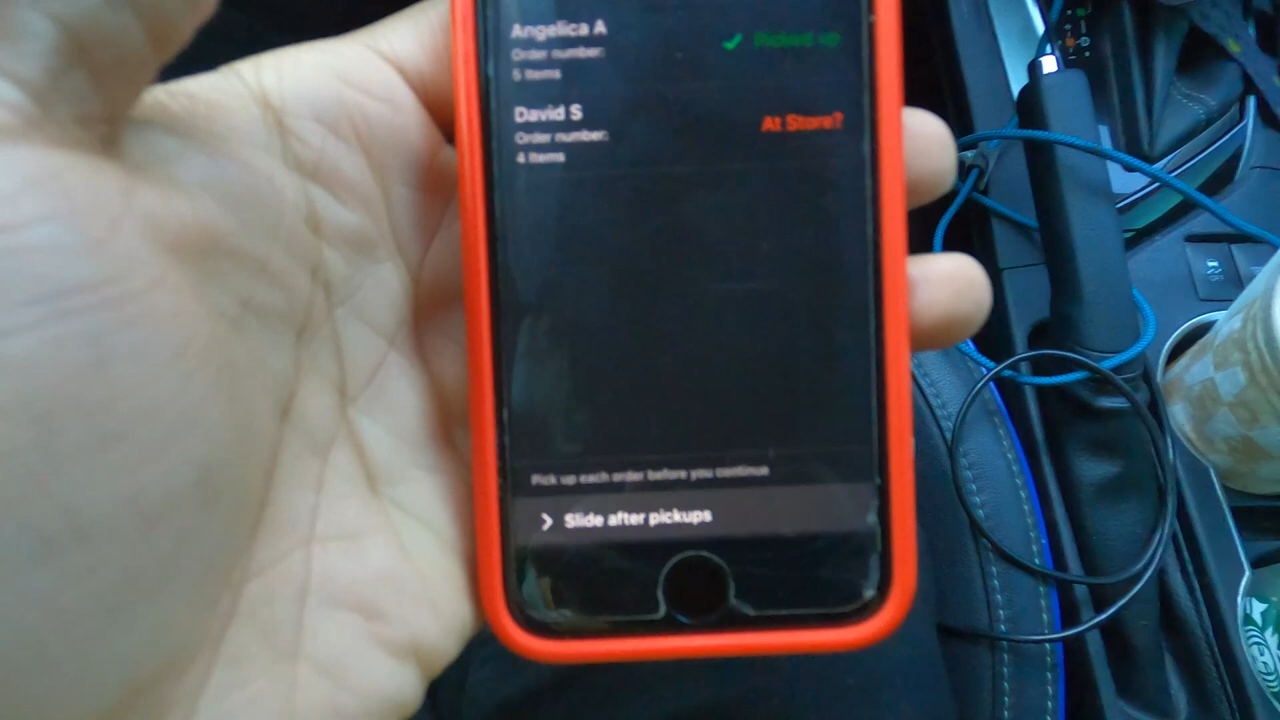 Angelica A
Picked up
Order number:
5 Items
David S
At Store?
Order number:
4 Items
Pick up each order before you continue
Slide after pickups
OFF